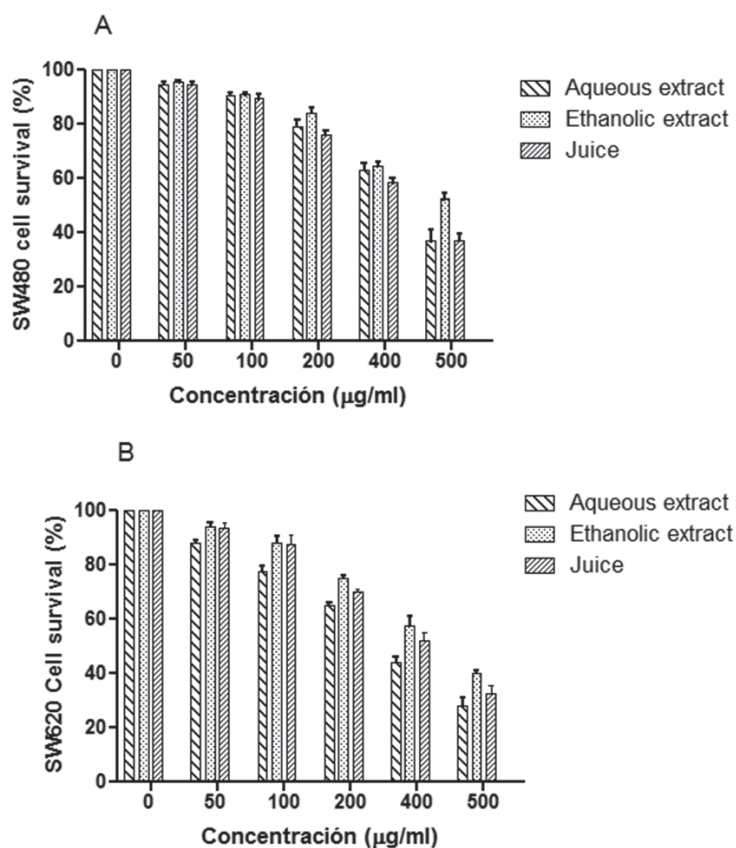 A
SW480 cell survival (%)
100
80
60
40
20
0
0 50 100 200 400 500
Concentración (µg/ml)
Aqueous extract
Ethanolic extract
Juice
B
SW620 Cell survival (%)
100
80
60
40
20
0
0 50 100 200 400 500
Concentración (µg/ml)
Aqueous extract
Ethanolic extract
Juice